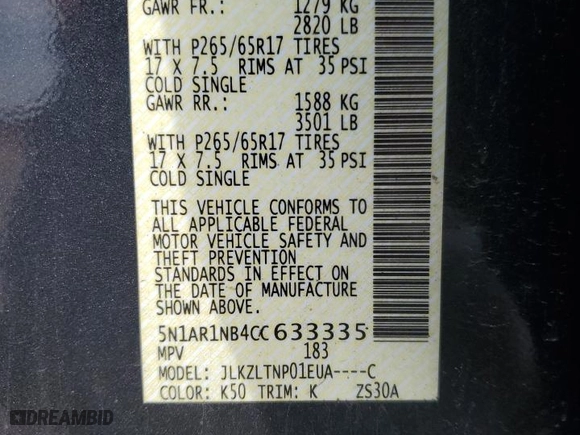 GAWR FR.: 1279 KG
2820 LB
WITH P265/65R17 TIRES
17 X 7.5 RIMS AT 35 PSI
COLD SINGLE
GAWR RR.: 1588 KG
3501 LB
WITH P265/65R17 TIRES
17 X 7.5 RIMS AT 35 PSI
COLD SINGLE
THIS VEHICLE CONFORMS TO
ALL APPLICABLE FEDERAL
MOTOR VEHICLE SAFETY AND
THEFT PREVENTION
STANDARDS IN EFFECT ON
THE DATE OF MANUFACTURE
SHOWN ABOVE.
5N1AR1NB4CC633335
MPV 183
MODEL: JLKZLTNP01EUA----C
COLOR: K50 TRIM: K ZS30A
DREAMBID